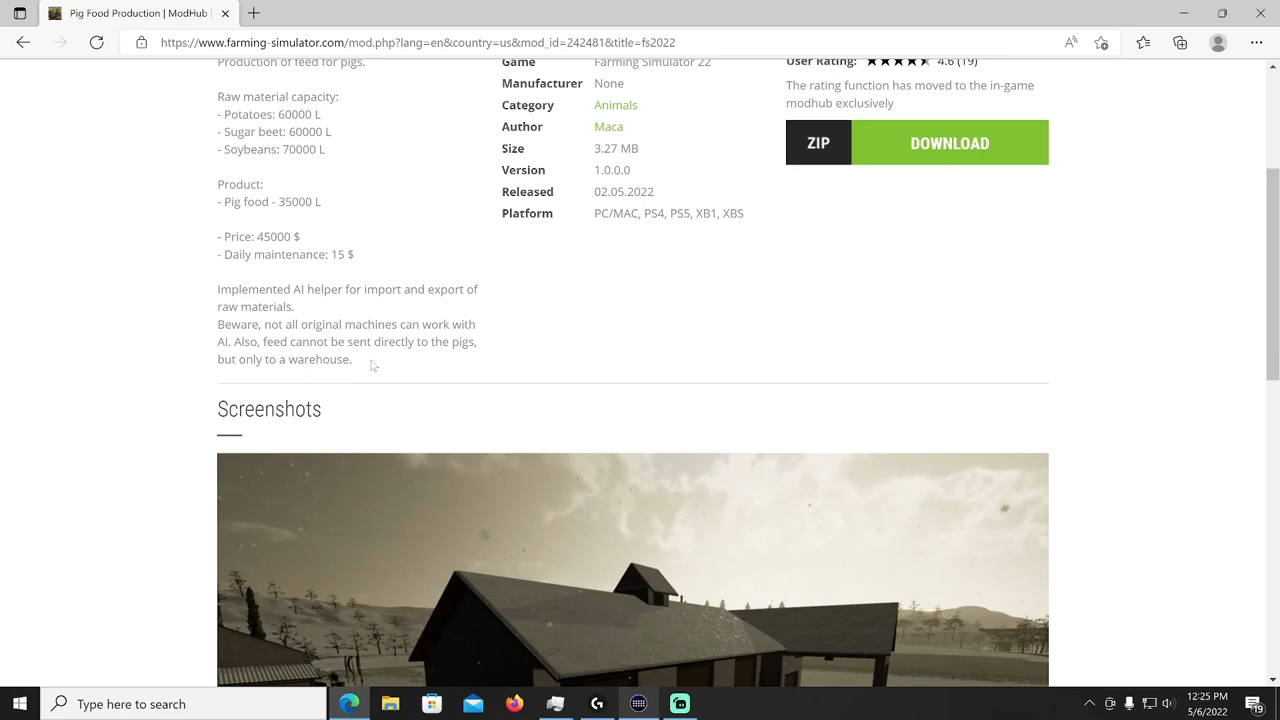 Pig Food Production | ModHub |
https://www.farming-simulator.com/mod.php?lang=en&country=us&mod_id=242481&title=fs2022
Production of feed for pigs.
Raw material capacity:
- Potatoes: 60000 L
- Sugar beet: 60000 L
- Soybeans: 70000 L
Product:
- Pig food - 35000 L
- Price: 45000 $
- Daily maintenance: 15 $
Implemented AI helper for import and export of
raw materials.
Beware, not all original machines can work with
AI. Also, feed cannot be sent directly to the pigs,
but only to a warehouse.
Game Farming Simulator 22
Manufacturer None
Category Animals
Author Maca
Size 3.27 MB
Version 1.0.0.0
Released 02.05.2022
Platform PC/MAC, PS4, PS5, XB1, XBS
User Rating: 4.6 (19)
The rating function has moved to the in-game
modhub exclusively
ZIP DOWNLOAD
Screenshots
Type here to search
12:25 PM
5/6/2022
19